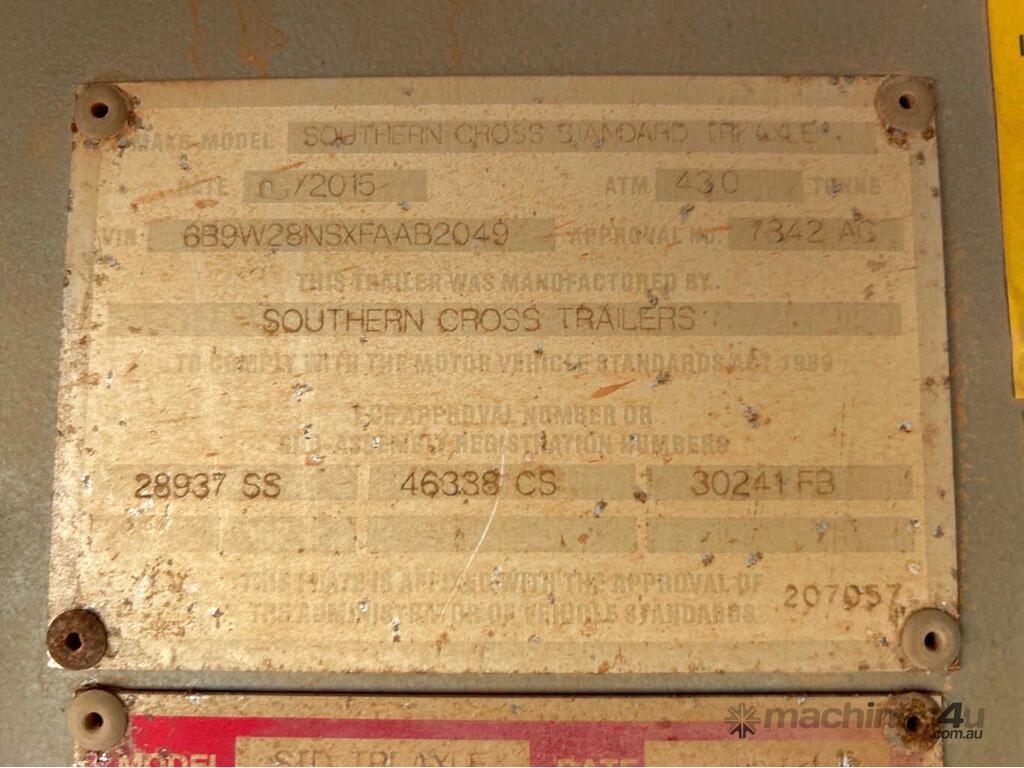 MAKE-MODEL SOUTHERN CROSS STANDARD TRI AXLE
DATE /2015 ATM 43.0 TONNE
VIN 6B9W28NSXFAAB2049 APPROVAL NO. 7342 AG
THIS TRAILER WAS MANUFACTURED BY
SOUTHERN CROSS TRAILERS
TO COMPLY WITH THE MOTOR VEHICLE STANDARDS ACT 1989
THE APPROVAL NUMBER OR
SUB-ASSEMBLY REGISTRATION NUMBERS
28937 SS 46338 CS 30241 FB
THIS PLATE IS AFFIXED WITH THE APPROVAL OF
THE ADMINISTRATOR OF VEHICLE STANDARDS
207057
MODEL STD TRI AXLE DATE
machines4u
.com.au